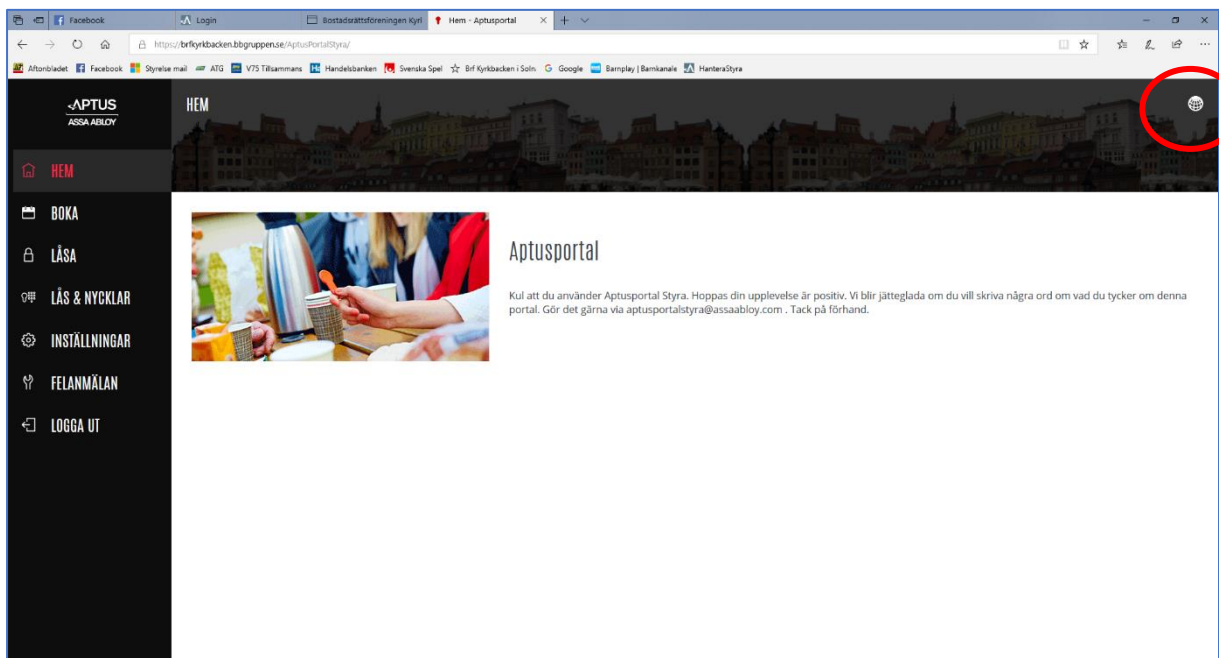 Facebook
Login
Bostadsrättsföreningen Kyrl
Hem - Aptusportal
https://brfkyrkbacken.bbgruppen.se/AptusPortalStyra/
Aftonbladet
Facebook
Styrelse mail
ATG
V75 Tillsammans
Handelsbanken
Svenska Spel
Brf Kyrkbacken i Soln
Google
Barnplay | Barnkanale
HanteraStyra
APTUS
ASSA ABLOY
HEM
HEM
BOKA
LÅSA
LÅS & NYCKLAR
INSTÄLLNINGAR
FELANMÄLAN
LOGGA UT
Aptusportal
Kul att du använder Aptusportal Styra. Hoppas din upplevelse är positiv. Vi blir jätteglada om du vill skriva några ord om vad du tycker om denna
portal. Gör det gärna via aptusportalstyra@assaabloy.com . Tack på förhand.